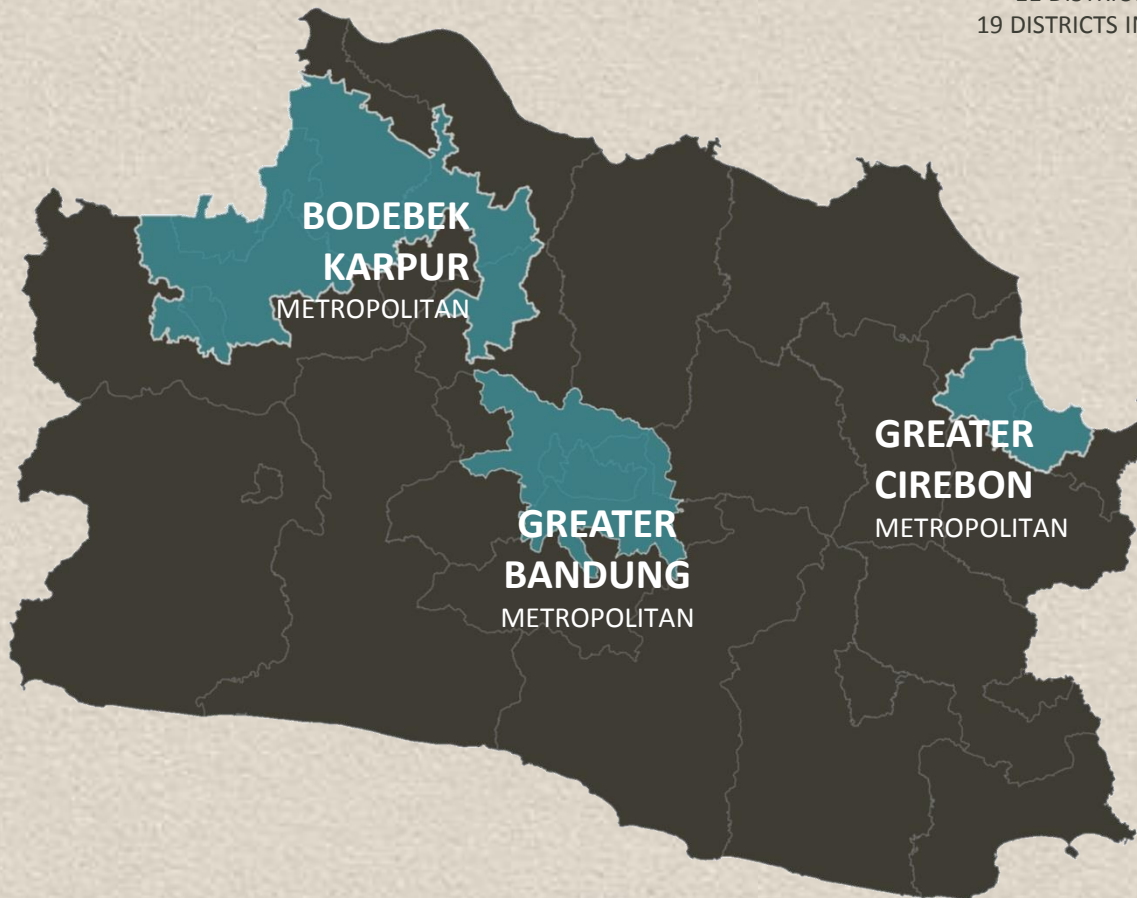 19 DISTRICTS
BODEBEK
KARPUR
METROPOLITAN
GREATER
CIREBON
METROPOLITAN
GREATER
BANDUNG
METROPOLITAN